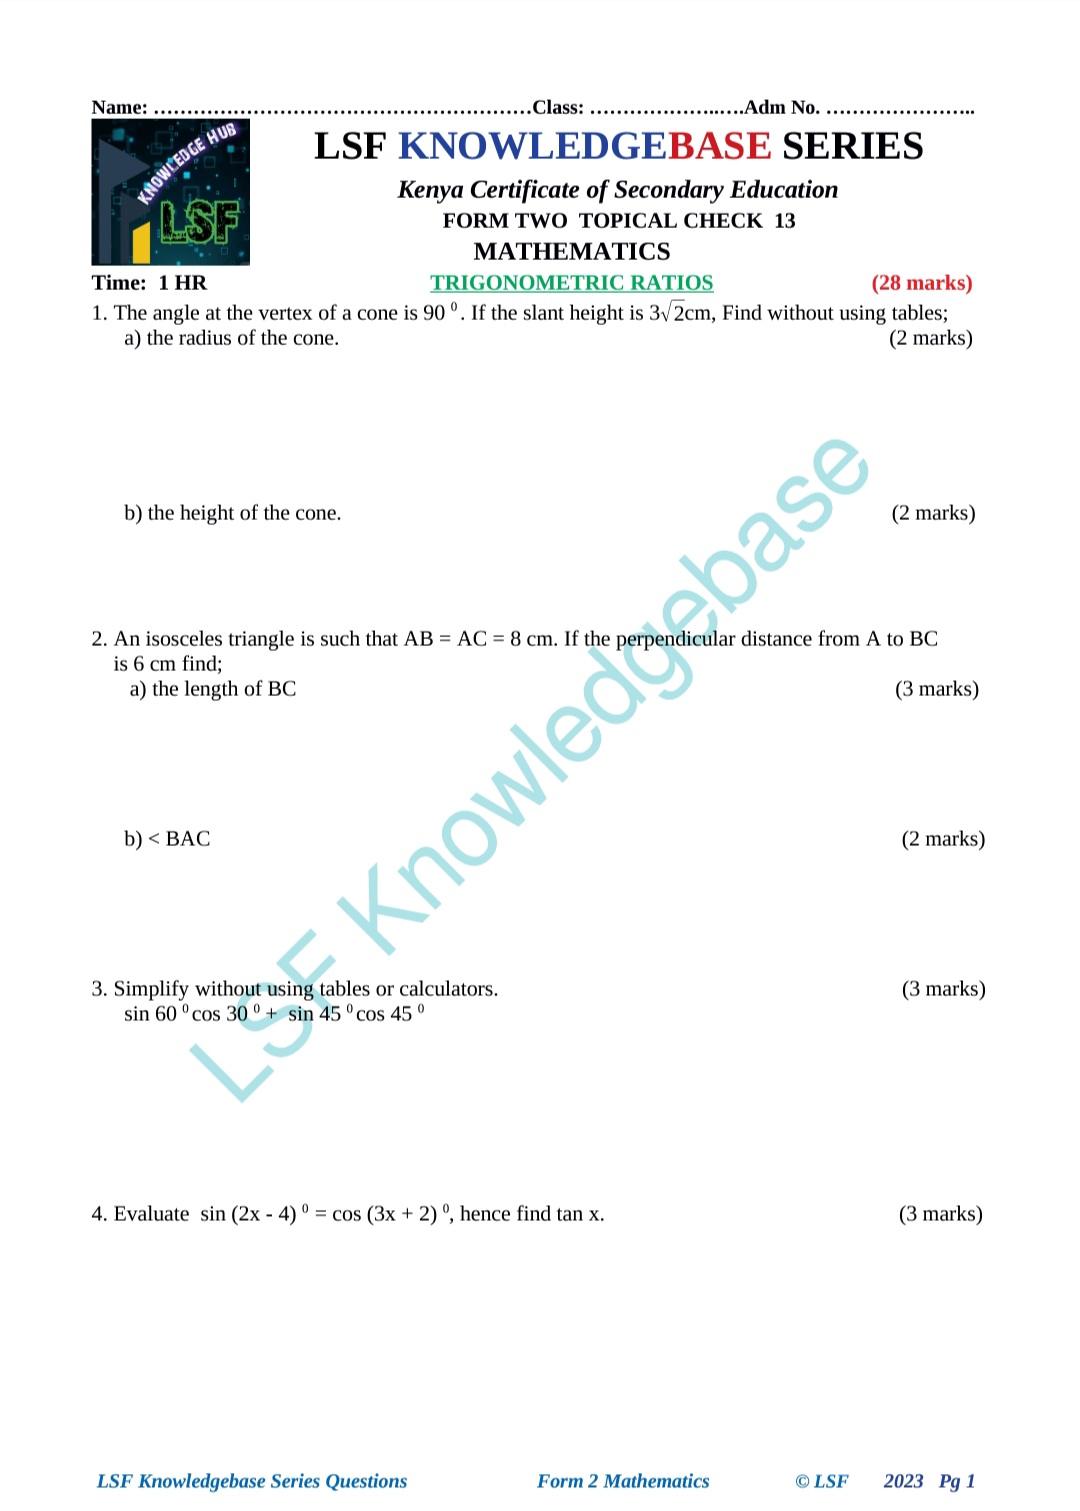 Name: ………………………………………………Class: ………………..….Adm No. …………………..
KNOWLEDGE HUB
LSF
LSF KNOWLEDGEBASE SERIES
Kenya Certificate of Secondary Education
FORM TWO TOPICAL CHECK 13
MATHEMATICS
Time: 1 HR TRIGONOMETRIC RATIOS (28 marks)
1. The angle at the vertex of a cone is 90 ⁰. If the slant height is 3√2cm, Find without using tables;
a) the radius of the cone. (2 marks)
b) the height of the cone. (2 marks)
2. An isosceles triangle is such that AB = AC = 8 cm. If the perpendicular distance from A to BC
is 6 cm find;
a) the length of BC (3 marks)
b) < BAC (2 marks)
3. Simplify without using tables or calculators. (3 marks)
sin 60 ⁰ cos 30 ⁰ + sin 45 ⁰ cos 45 ⁰
4. Evaluate sin (2x - 4) ⁰ = cos (3x + 2) ⁰, hence find tan x. (3 marks)
LSF Knowledgebase
LSF Knowledgebase Series Questions Form 2 Mathematics © LSF 2023 Pg 1